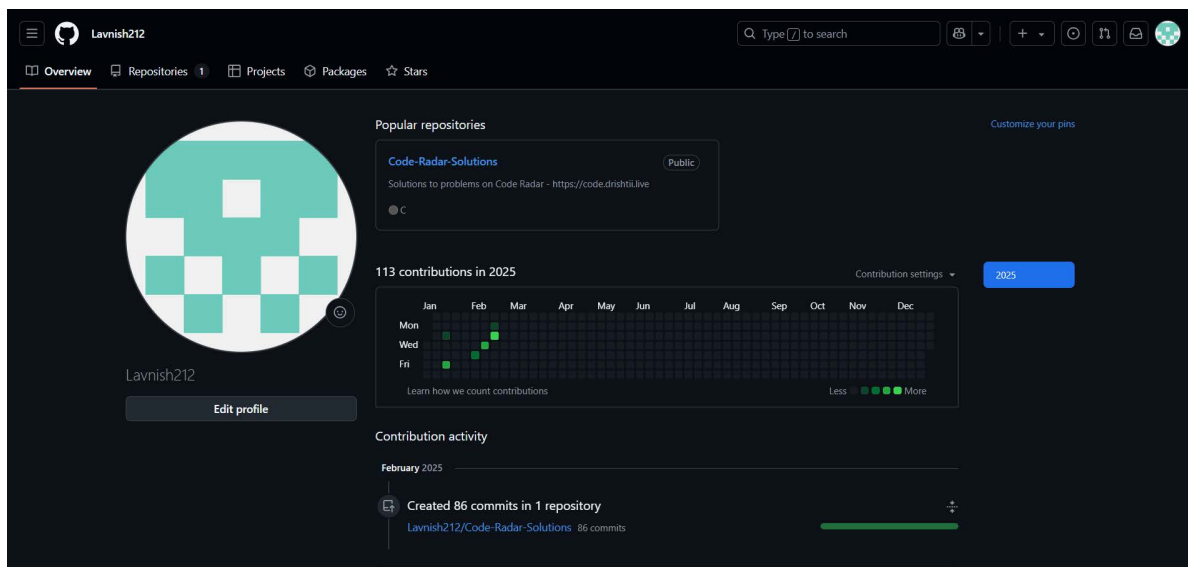 Lavnish212
Type / to search
Overview Repositories 1 Projects Packages Stars
Popular repositories
Customize your pins
Code-Radar-Solutions Public
Solutions to problems on Code Radar - https://code.drishtii.live
C
113 contributions in 2025
Contribution settings
2025
Jan Feb Mar Apr May Jun Jul Aug Sep Oct Nov Dec
Mon
Wed
Fri
Learn how we count contributions
Less More
Lavnish212
Edit profile
Contribution activity
February 2025
Created 86 commits in 1 repository
Lavnish212/Code-Radar-Solutions 86 commits